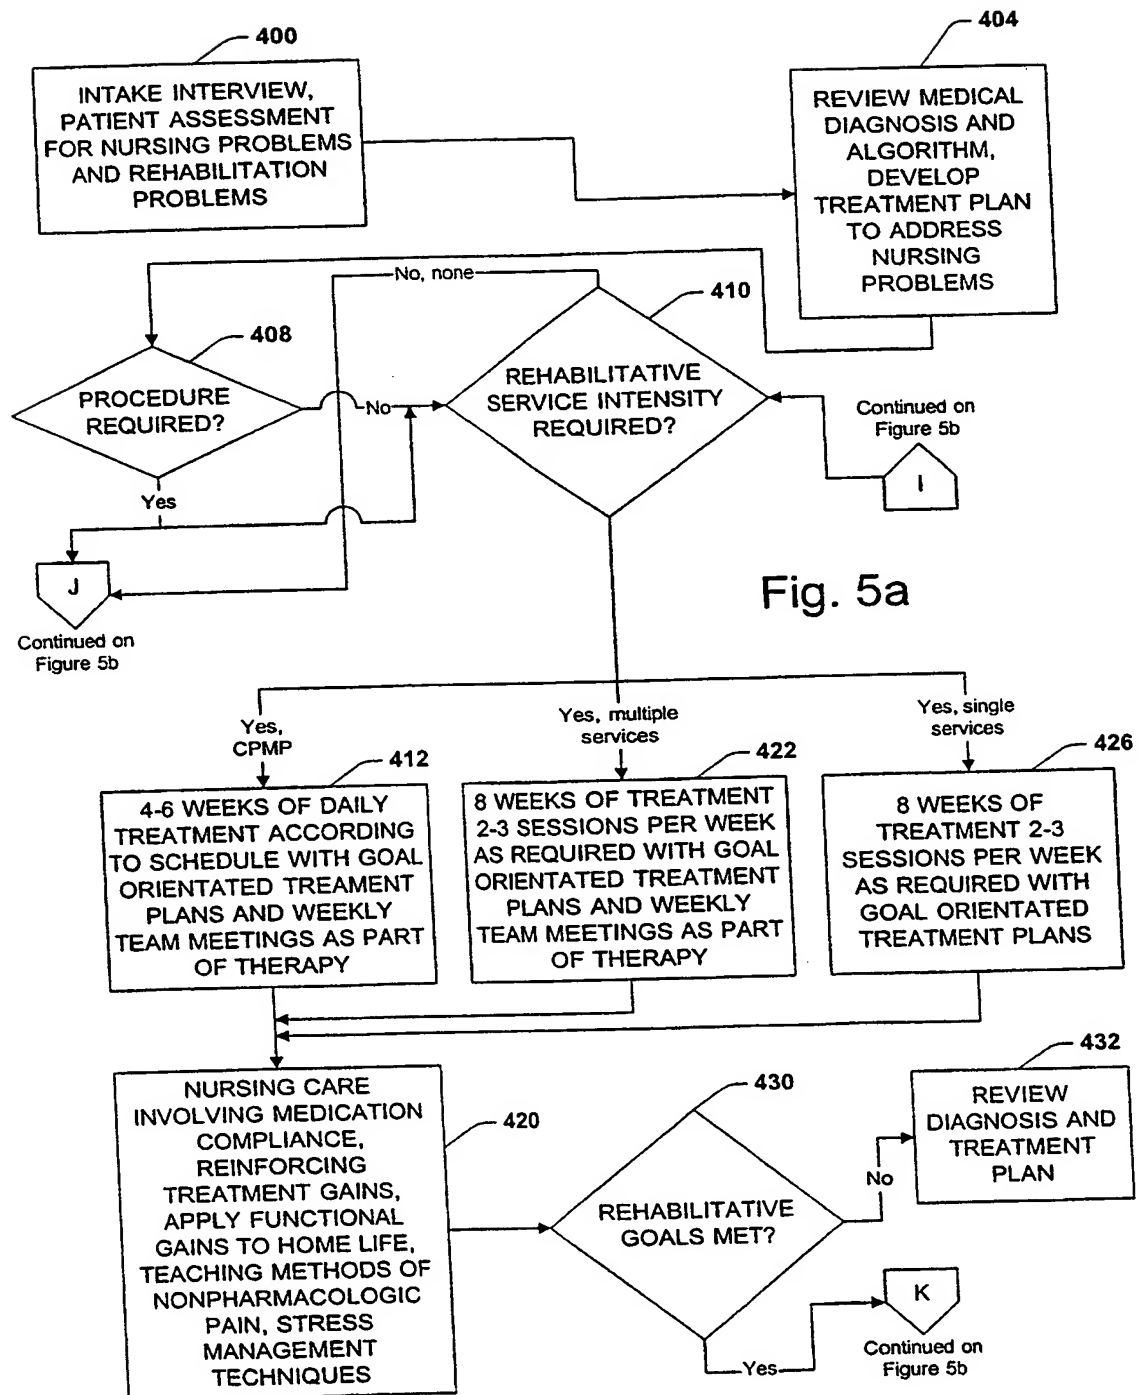 400
INTAKE INTERVIEW,
PATIENT ASSESSMENT
FOR NURSING PROBLEMS
AND REHABILITATION
PROBLEMS
404
REVIEW MEDICAL
DIAGNOSIS AND
ALGORITHM,
DEVELOP
TREATMENT PLAN
TO ADDRESS
NURSING
PROBLEMS
No, none
410
408
PROCEDURE
REQUIRED?
No
REHABILITATIVE
SERVICE INTENSITY
REQUIRED?
Continued on
Figure 5b
I
Yes
J
Continued on
Figure 5b
Fig. 5a
Yes,
CPMP
Yes, multiple
services
Yes, single
services
412
4-6 WEEKS OF DAILY
TREATMENT ACCORDING
TO SCHEDULE WITH GOAL
ORIENTATED TREAMENT
PLANS AND WEEKLY
TEAM MEETINGS AS PART
OF THERAPY
422
8 WEEKS OF TREATMENT
2-3 SESSIONS PER WEEK
AS REQUIRED WITH GOAL
ORIENTATED TREATMENT
PLANS AND WEEKLY
TEAM MEETINGS AS PART
OF THERAPY
426
8 WEEKS OF
TREATMENT 2-3
SESSIONS PER WEEK
AS REQUIRED WITH
GOAL ORIENTATED
TREATMENT PLANS
420
NURSING CARE
INVOLVING MEDICATION
COMPLIANCE,
REINFORCING
TREATMENT GAINS,
APPLY FUNCTIONAL
GAINS TO HOME LIFE,
TEACHING METHODS OF
NONPHARMACOLOGIC
PAIN, STRESS
MANAGEMENT
TECHNIQUES
430
REHABILITATIVE
GOALS MET?
No
432
REVIEW
DIAGNOSIS AND
TREATMENT
PLAN
Yes
K
Continued on
Figure 5b